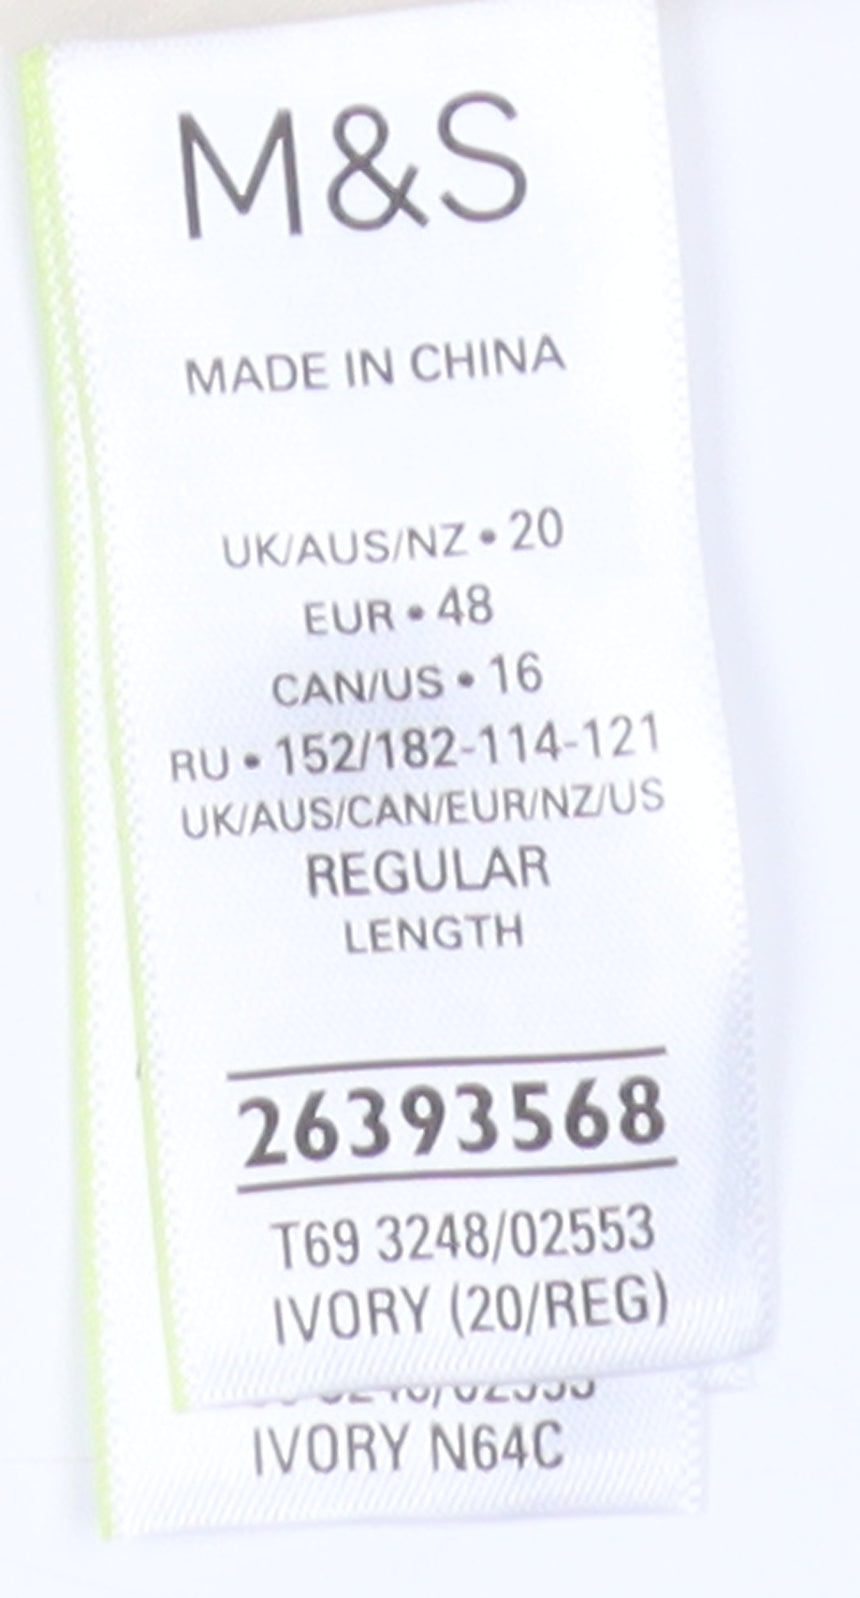 M&S
MADE IN CHINA
UK/AUS/NZ • 20
EUR • 48
CAN/US • 16
RU • 152/182-114-121
UK/AUS/CAN/EUR/NZ/US
REGULAR
LENGTH
26393568
T69 3248/02553
IVORY (20/REG)
IVORY N64C